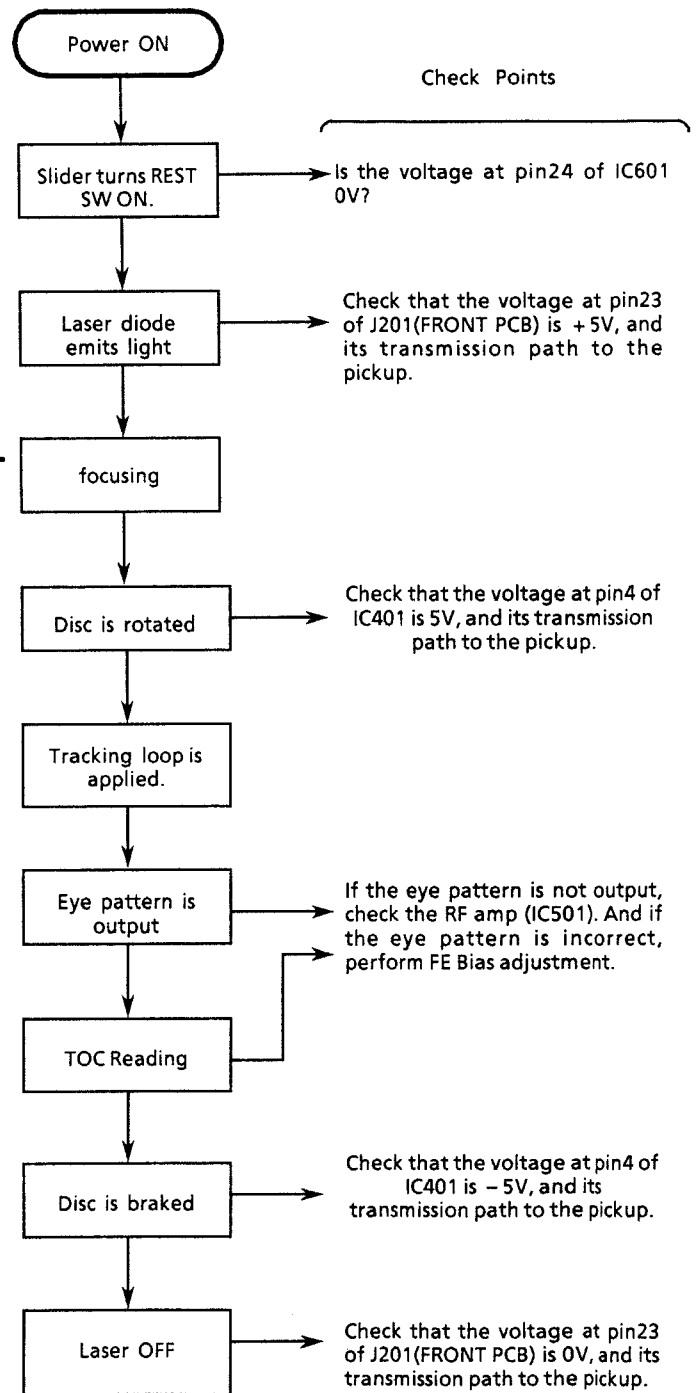 Power ON
Check Points
Slider turns REST
SW ON.
Is the voltage at pin24 of IC601
0V?
Laser diode
emits light
Check that the voltage at pin23
of J201(FRONT PCB) is +5V, and
its transmission path to the
pickup.
focusing
Disc is rotated
Check that the voltage at pin4 of
IC401 is 5V, and its transmission
path to the pickup.
Tracking loop is
applied.
Eye pattern is
output
If the eye pattern is not output,
check the RF amp (IC501). And if
the eye pattern is incorrect,
perform FE Bias adjustment.
TOC Reading
Disc is braked
Check that the voltage at pin4 of
IC401 is – 5V, and its
transmission path to the pickup.
Laser OFF
Check that the voltage at pin23
of J201(FRONT PCB) is 0V, and its
transmission path to the pickup.